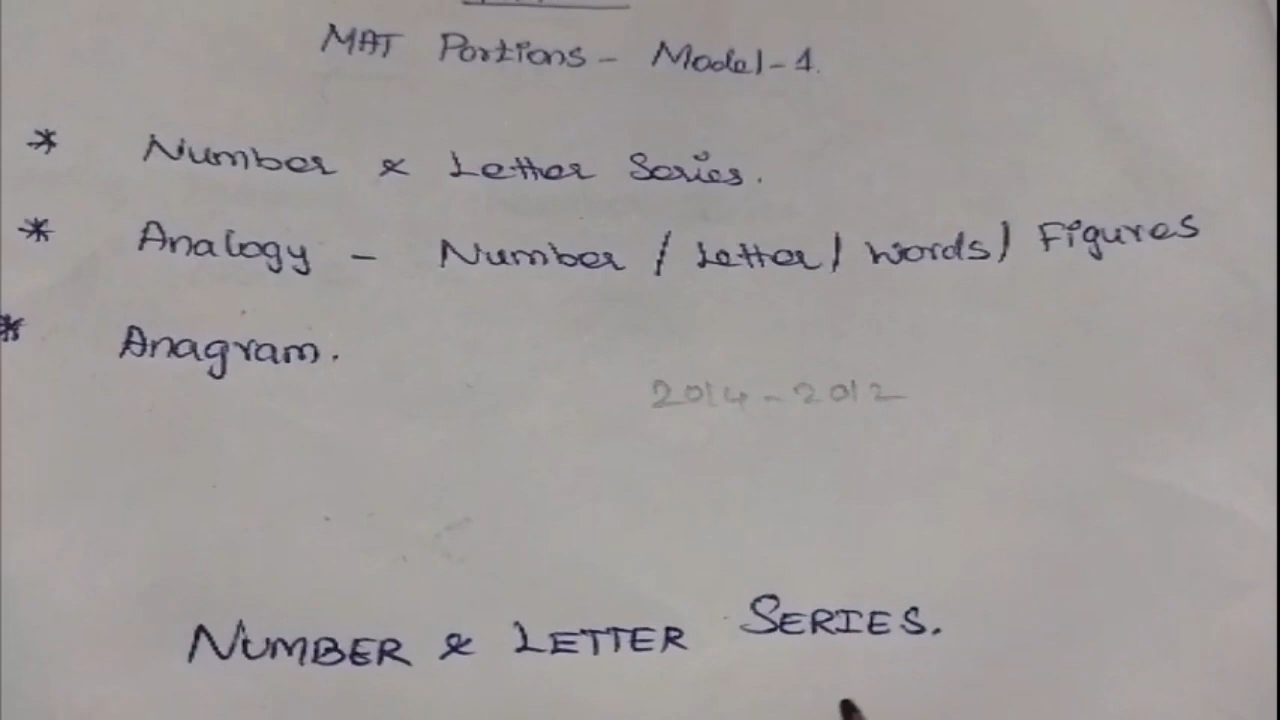 MAT Portions - Model-1.
* Number & Letter Series.
* Analogy - Number / Letter / Words / Figures
* Anagram.
2014-2012
NUMBER & LETTER SERIES.